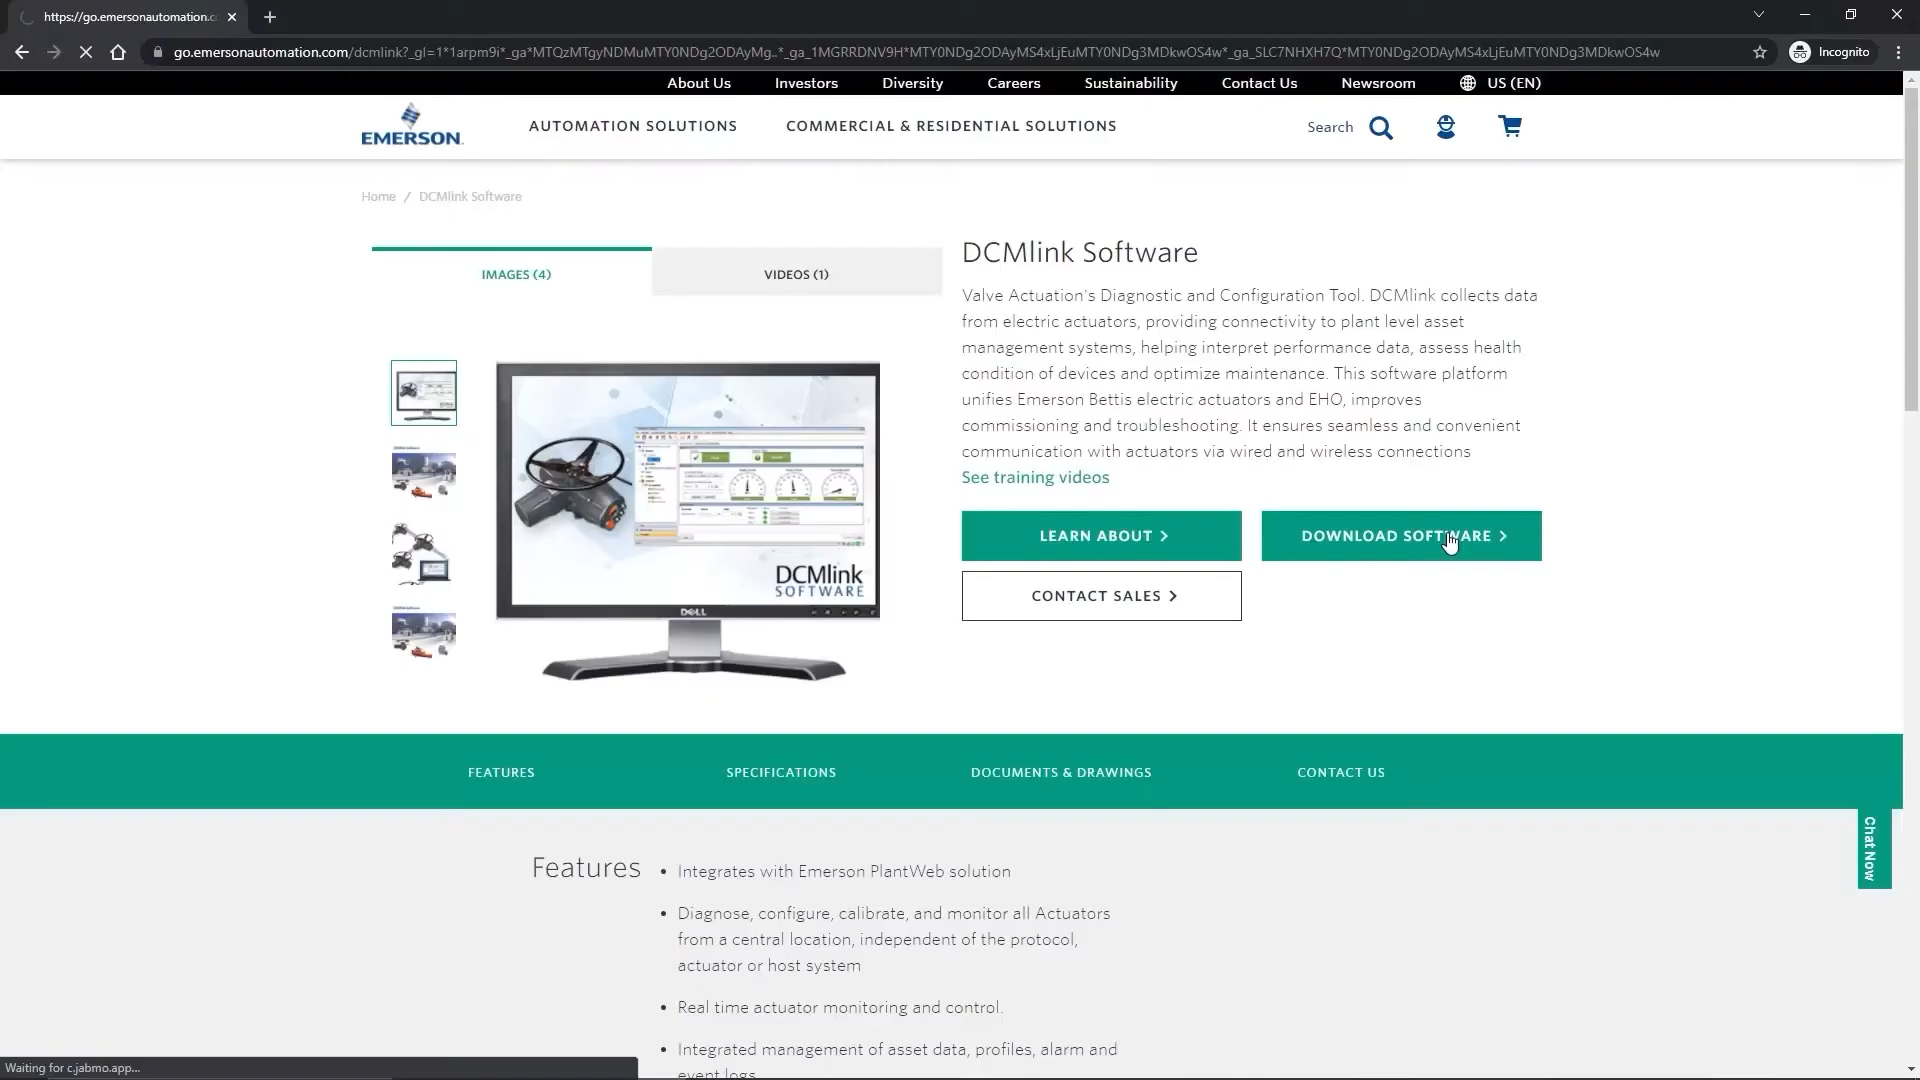 https://go.emersonautomation.c
go.emersonautomation.com/dcmlink?_gl=1*1arpm9i*_ga*MTQzMTgyNDMuMTY0NDg2ODAyMg..*_ga_1MGRRDNV9H*MTY0NDg2ODAyMS4xLjEuMTY0NDg3MDkwOS4w*_ga_SLC7NHXH7Q*MTY0NDg2ODAyMS4xLjEuMTY0NDg3MDkwOS4w
Incognito
About Us Investors Diversity Careers Sustainability Contact Us Newsroom US (EN)
EMERSON.
AUTOMATION SOLUTIONS COMMERCIAL & RESIDENTIAL SOLUTIONS
Search
Home / DCMlink Software
IMAGES (4)
VIDEOS (1)
DCMlink
SOFTWARE
DELL
DCMlink Software
Valve Actuation's Diagnostic and Configuration Tool. DCMlink collects data
from electric actuators, providing connectivity to plant level asset
management systems, helping interpret performance data, assess health
condition of devices and optimize maintenance. This software platform
unifies Emerson Bettis electric actuators and EHO, improves
commissioning and troubleshooting. It ensures seamless and convenient
communication with actuators via wired and wireless connections
See training videos
LEARN ABOUT >
DOWNLOAD SOFTWARE >
CONTACT SALES >
FEATURES SPECIFICATIONS DOCUMENTS & DRAWINGS CONTACT US
Chat Now
Features
• Integrates with Emerson PlantWeb solution
• Diagnose, configure, calibrate, and monitor all Actuators
from a central location, independent of the protocol,
actuator or host system
• Real time actuator monitoring and control.
• Integrated management of asset data, profiles, alarm and
event logs
Waiting for c.jabmo.app...